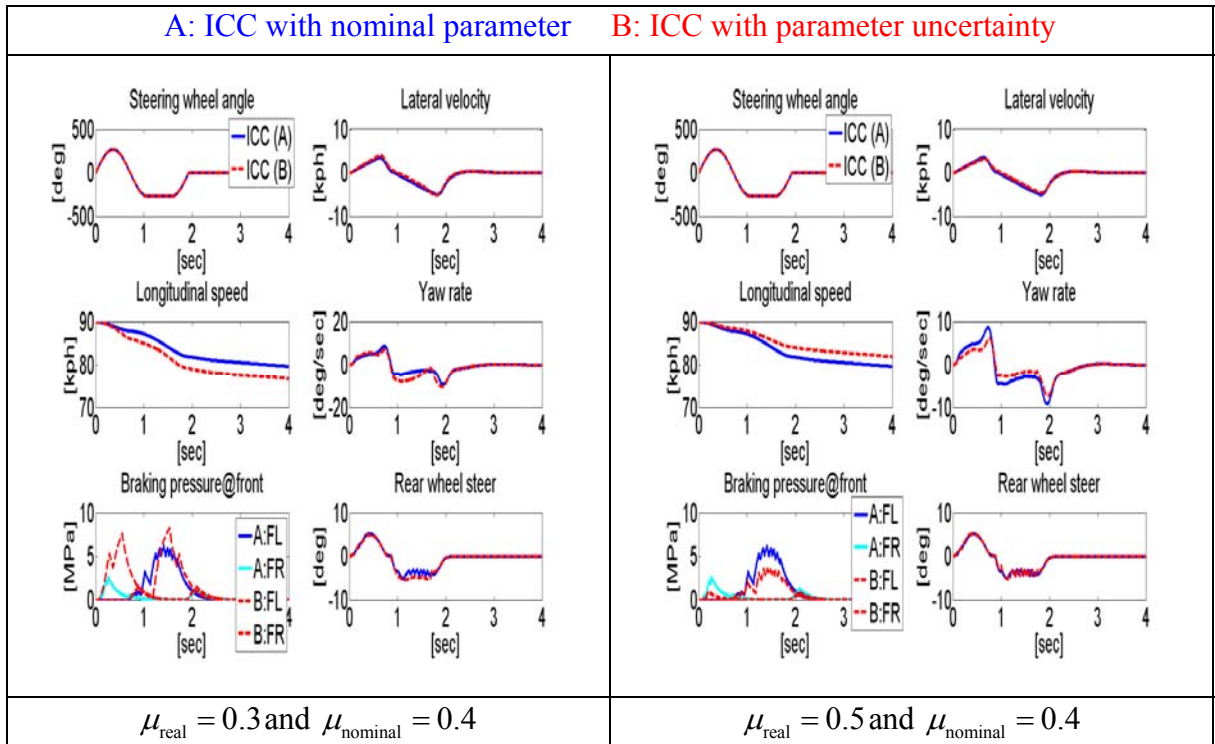 A: ICC with nominal parameter B: ICC with parameter uncertainty
Steering wheel angle
500
0
-500
[deg]
ICC (A)
ICC (B)
0 1 2 3 4
[sec]
Lateral velocity
10
0
-10
[kph]
0 1 2 3 4
[sec]
Longitudinal speed
90
80
70
[kph]
0 1 2 3 4
[sec]
Yaw rate
20
0
-20
[deg/sec]
0 1 2 3 4
[sec]
Braking pressure@front
10
5
0
[MPa]
A:FL
A:FR
B:FL
B:FR
0 1 2 3 4
[sec]
Rear wheel steer
10
0
-10
[deg]
0 1 2 3 4
[sec]
μreal = 0.3 and μnominal = 0.4
Steering wheel angle
500
0
-500
[deg]
ICC (A)
ICC (B)
0 1 2 3 4
[sec]
Lateral velocity
10
0
-10
[kph]
0 1 2 3 4
[sec]
Longitudinal speed
90
80
70
[kph]
0 1 2 3 4
[sec]
Yaw rate
10
0
-10
[deg/sec]
0 1 2 3 4
[sec]
Braking pressure@front
10
5
0
[MPa]
A:FL
A:FR
B:FL
B:FR
0 1 2 3 4
[sec]
Rear wheel steer
10
0
-10
[deg]
0 1 2 3 4
[sec]
μreal = 0.5 and μnominal = 0.4